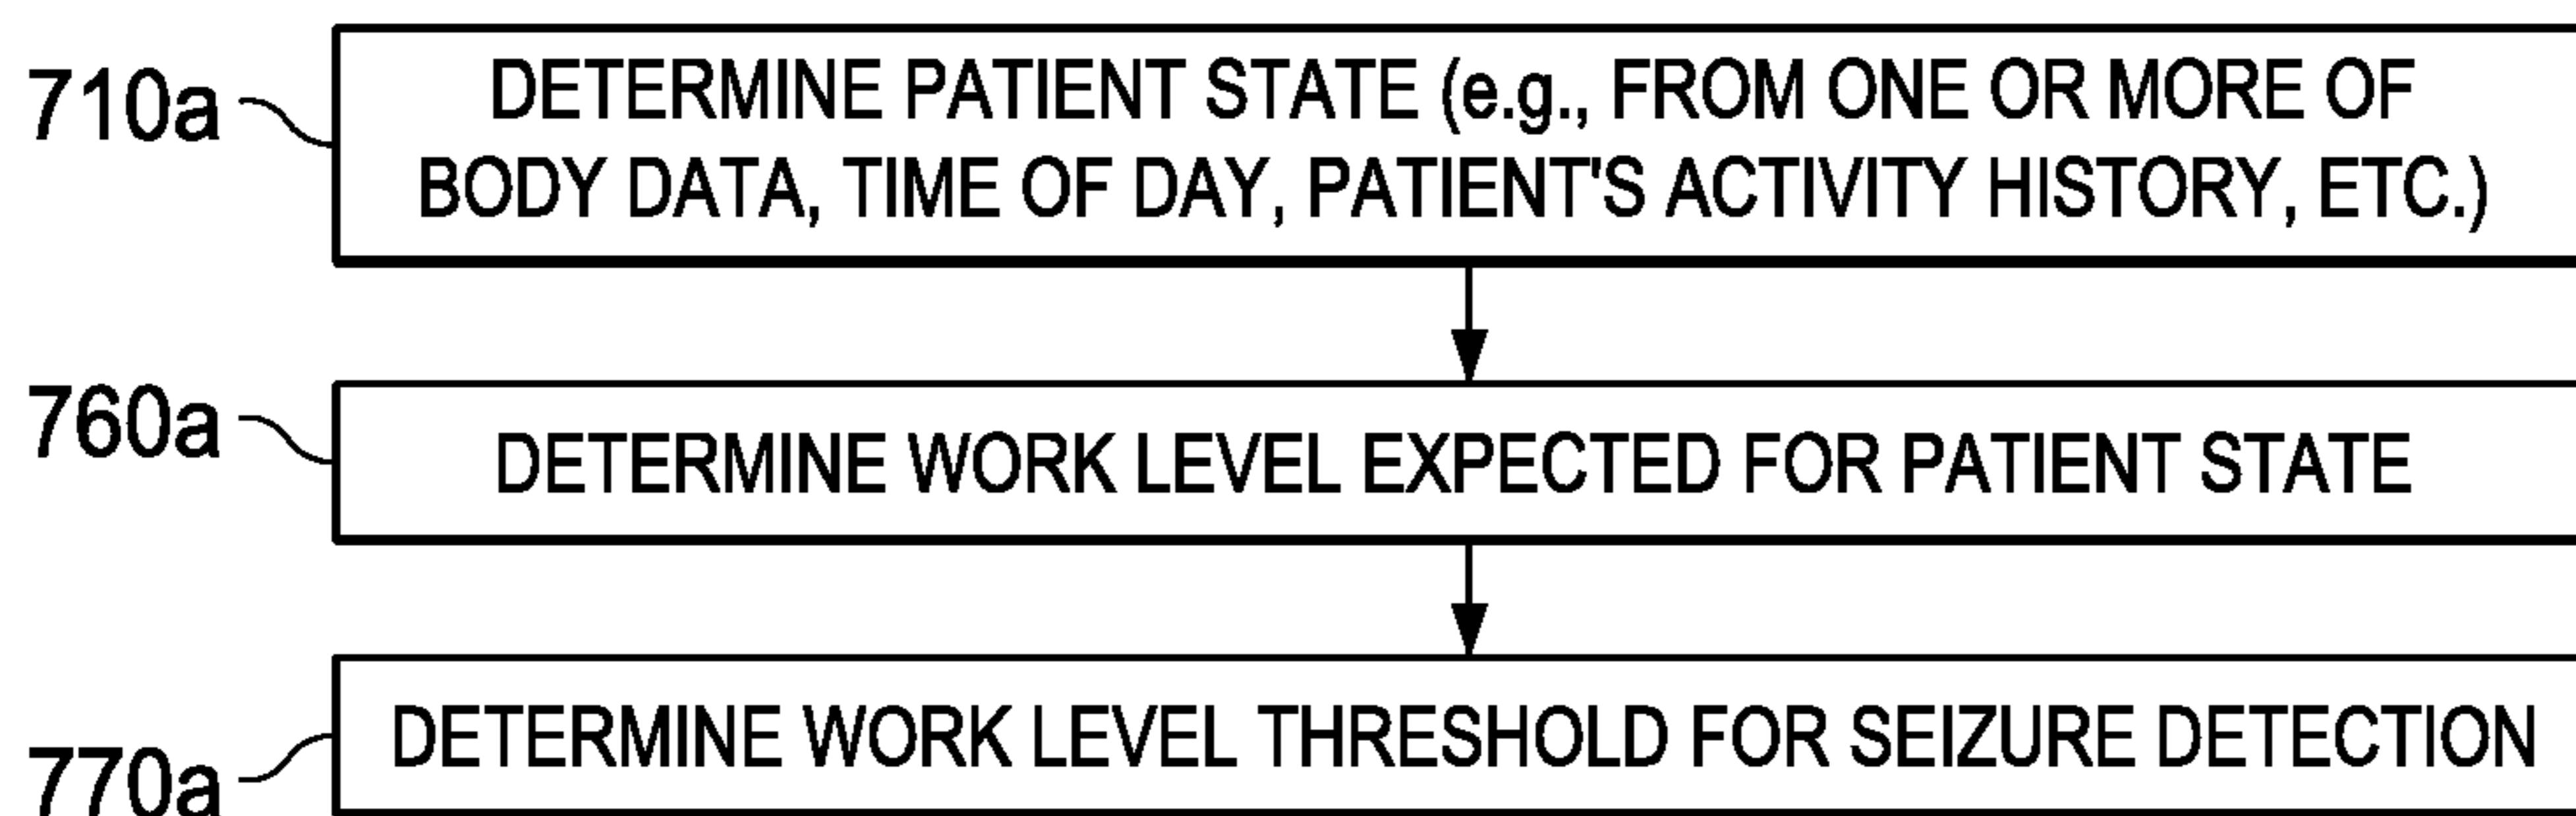 710a
DETERMINE PATIENT STATE (e.g., FROM ONE OR MORE OF
BODY DATA, TIME OF DAY, PATIENT'S ACTIVITY HISTORY, ETC.)
760a
DETERMINE WORK LEVEL EXPECTED FOR PATIENT STATE
770a
DETERMINE WORK LEVEL THRESHOLD FOR SEIZURE DETECTION